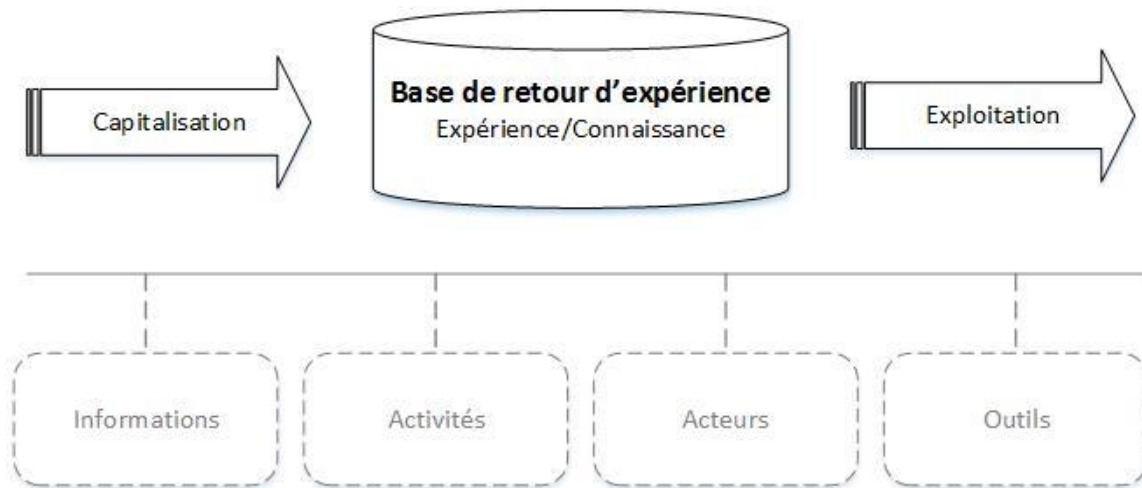 Capitalisation
Base de retour d'expérience
Expérience/Connaissance
Exploitation
Informations
Activités
Acteurs
Outils